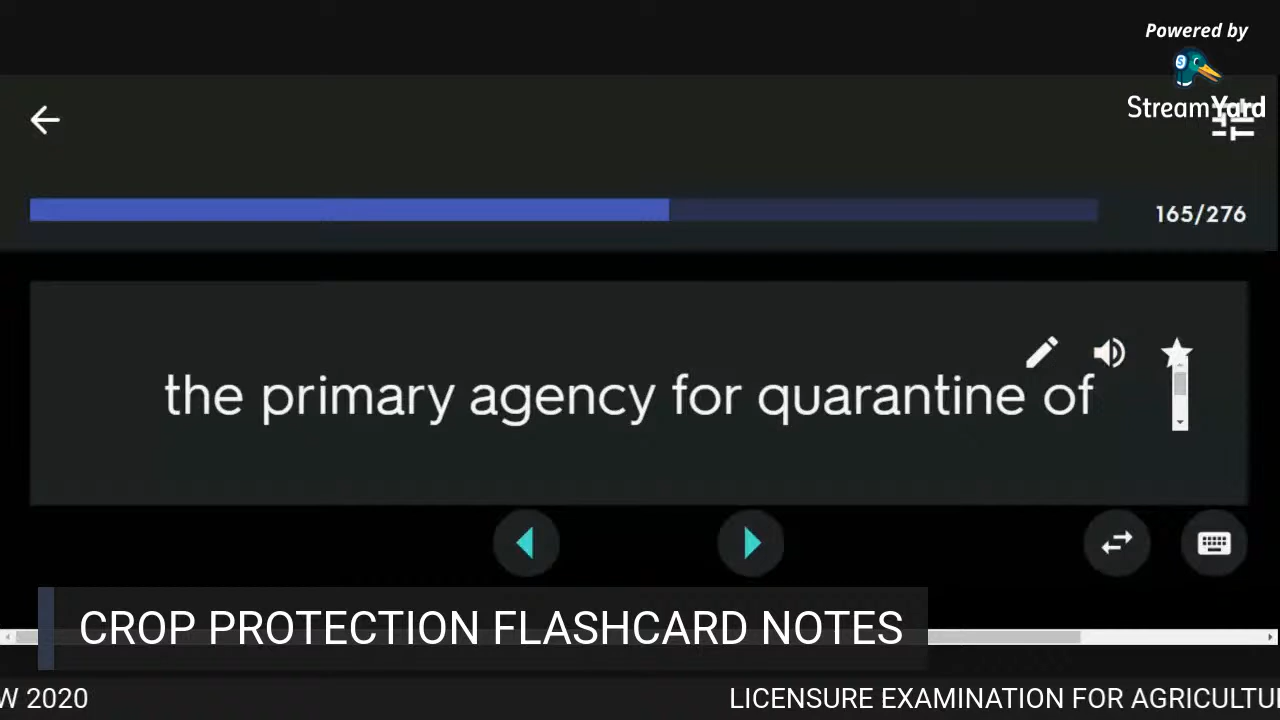 Powered by
StreamYard
165/276
the primary agency for quarantine of
CROP PROTECTION FLASHCARD NOTES
W 2020
LICENSURE EXAMINATION FOR AGRICULTU